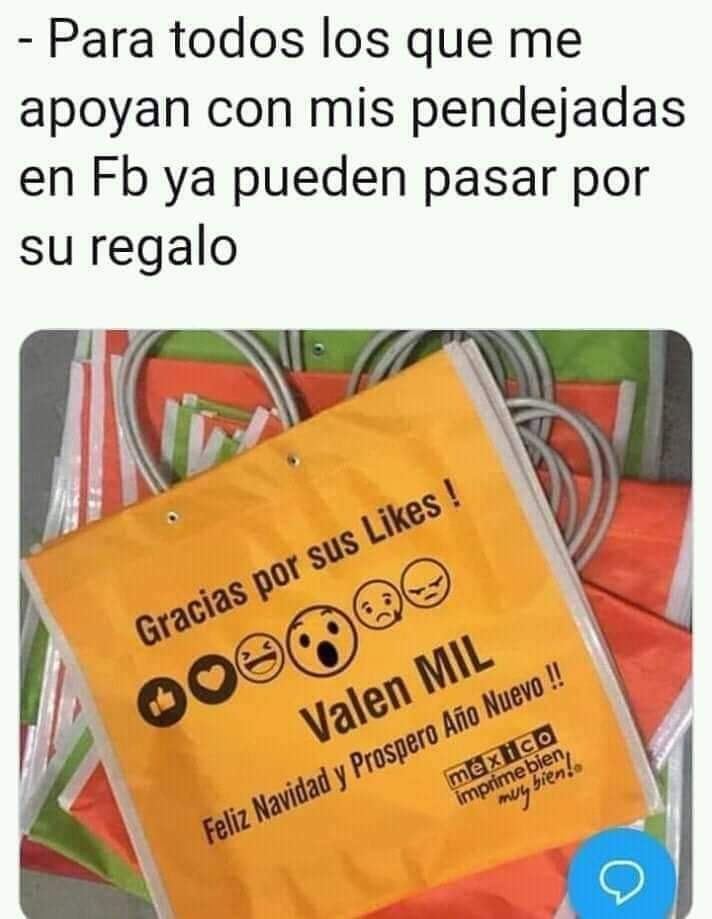 - Para todos los que me
apoyan con mis pendejadas
en Fb ya pueden pasar por
su regalo
Gracias por sus Likes !
Valen MIL
Feliz Navidad y Prospero Año Nuevo !!
méxico
imprime bien,
muy bien!